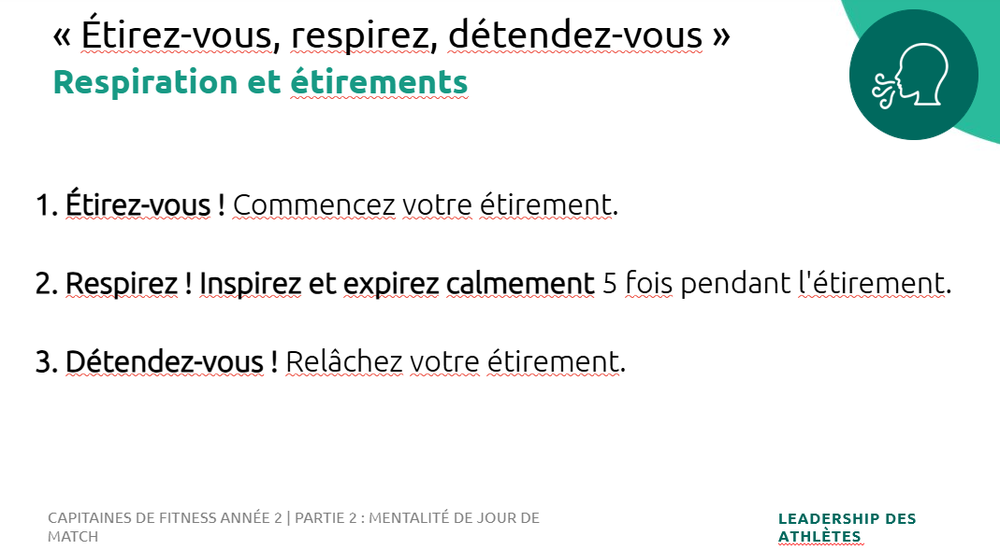 « Étirez-vous, respirez, détendez-vous »
Respiration et étirements
1. Étirez-vous ! Commencez votre étirement.
2. Respirez ! Inspirez et expirez calmement 5 fois pendant l'étirement.
3. Détendez-vous ! Relâchez votre étirement.
CAPITAINES DE FITNESS ANNÉE 2 | PARTIE 2 : MENTALITÉ DE JOUR DE
MATCH
LEADERSHIP DES
ATHLÈTES